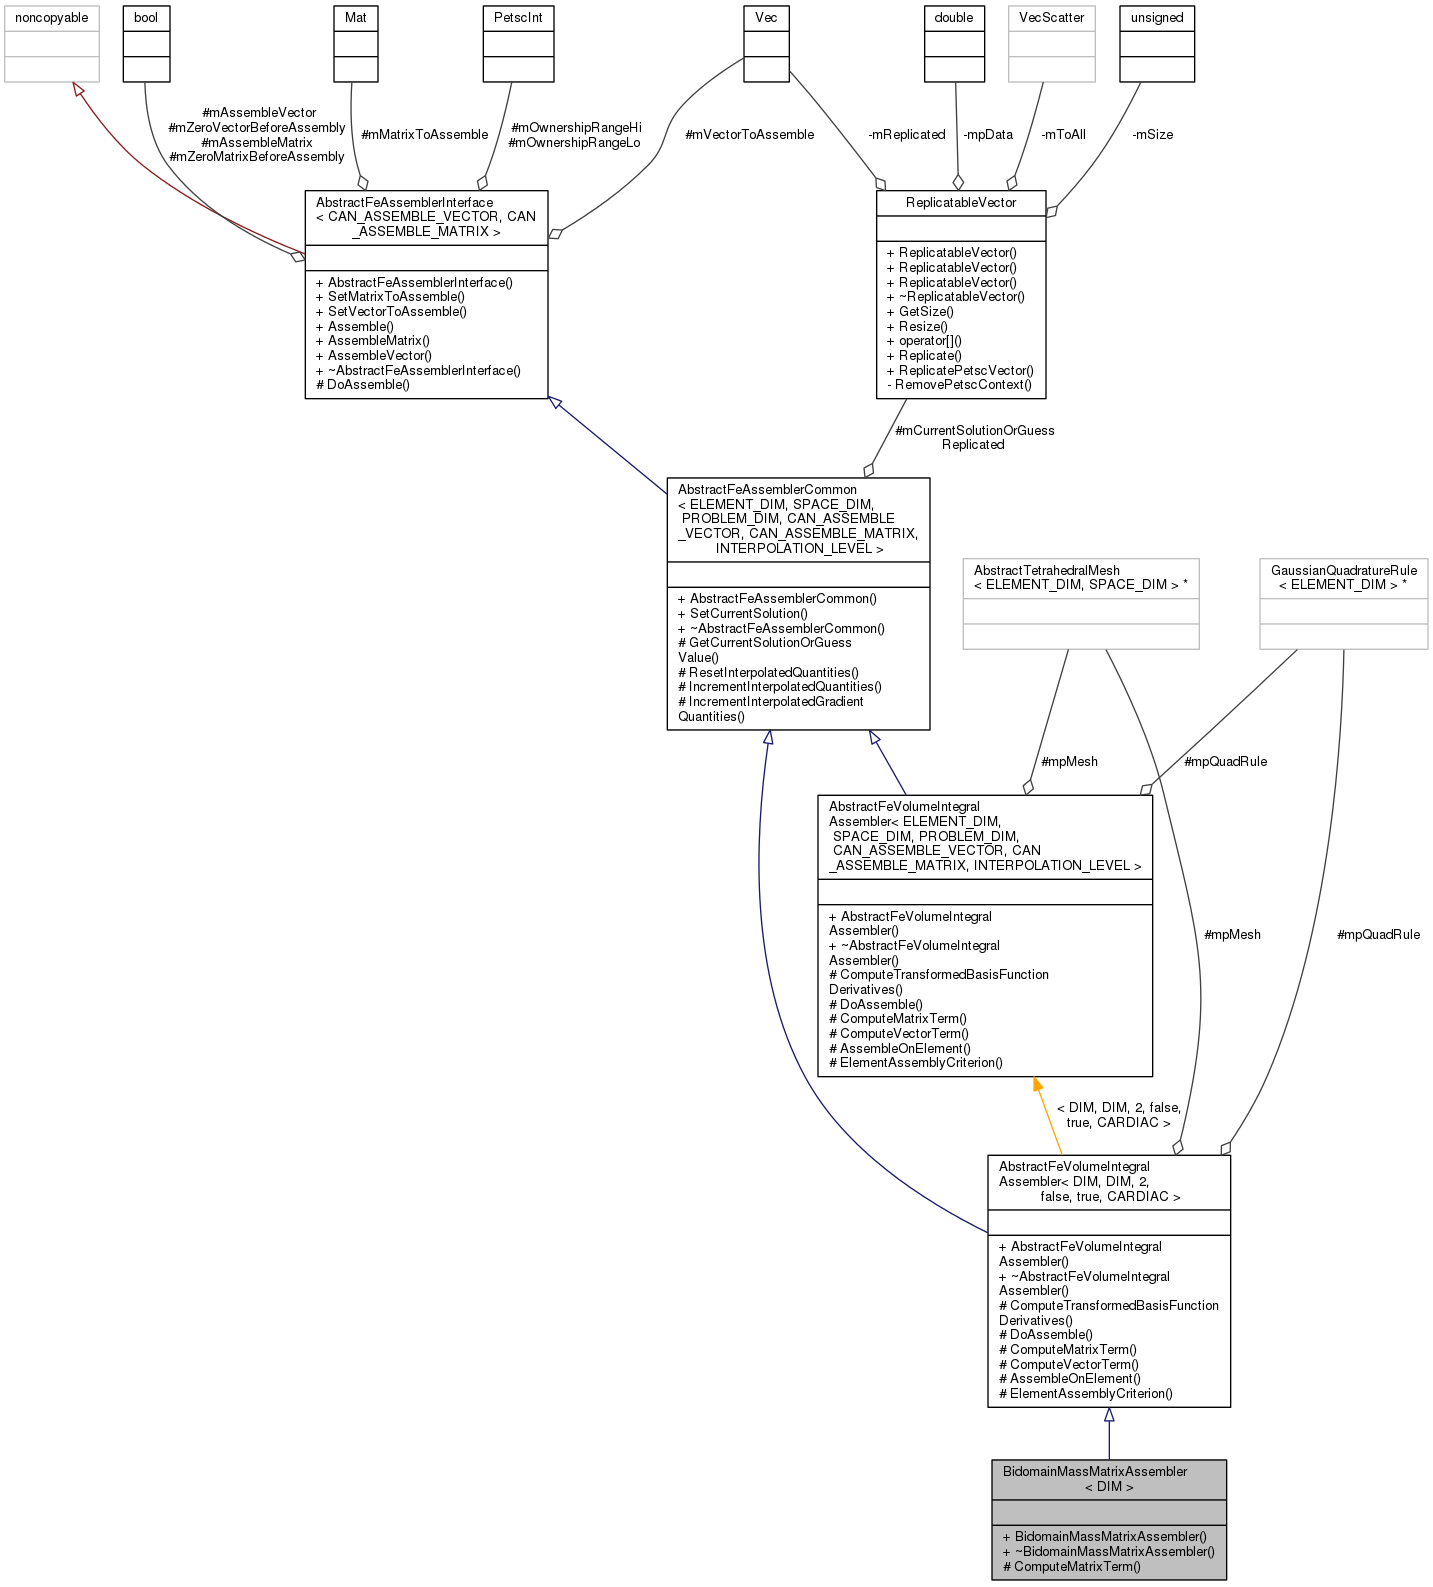 noncopyable
bool
Mat
PetscInt
Vec
double
VecScatter
unsigned
#mAssembleVector
#mZeroVectorBeforeAssembly
#mAssembleMatrix
#mZeroMatrixBeforeAssembly
#mMatrixToAssemble
#mOwnershipRangeHi
#mOwnershipRangeLo
#mVectorToAssemble
-mReplicated
-mpData
-mToAll
-mSize
AbstractFeAssemblerInterface
< CAN_ASSEMBLE_VECTOR, CAN
_ASSEMBLE_MATRIX >
+ AbstractFeAssemblerInterface()
+ SetMatrixToAssemble()
+ SetVectorToAssemble()
+ Assemble()
+ AssembleMatrix()
+ AssembleVector()
+ ~AbstractFeAssemblerInterface()
# DoAssemble()
ReplicatableVector
+ ReplicatableVector()
+ ReplicatableVector()
+ ReplicatableVector()
+ ~ReplicatableVector()
+ GetSize()
+ Resize()
+ operator[]()
+ Replicate()
+ ReplicatePetscVector()
- RemovePetscContext()
#mCurrentSolutionOrGuess
Replicated
AbstractFeAssemblerCommon
< ELEMENT_DIM, SPACE_DIM,
PROBLEM_DIM, CAN_ASSEMBLE
_VECTOR, CAN_ASSEMBLE_MATRIX,
INTERPOLATION_LEVEL >
+ AbstractFeAssemblerCommon()
+ SetCurrentSolution()
+ ~AbstractFeAssemblerCommon()
# GetCurrentSolutionOrGuess
Value()
# ResetInterpolatedQuantities()
# IncrementInterpolatedQuantities()
# IncrementInterpolatedGradient
Quantities()
AbstractTetrahedralMesh
< ELEMENT_DIM, SPACE_DIM > *
GaussianQuadratureRule
< ELEMENT_DIM > *
#mpMesh
#mpQuadRule
AbstractFeVolumeIntegral
Assembler< ELEMENT_DIM,
SPACE_DIM, PROBLEM_DIM,
CAN_ASSEMBLE_VECTOR, CAN
_ASSEMBLE_MATRIX, INTERPOLATION_LEVEL >
+ AbstractFeVolumeIntegral
Assembler()
+ ~AbstractFeVolumeIntegral
Assembler()
# ComputeTransformedBasisFunction
Derivatives()
# DoAssemble()
# ComputeMatrixTerm()
# ComputeVectorTerm()
# AssembleOnElement()
# ElementAssemblyCriterion()
#mpMesh
#mpQuadRule
< DIM, DIM, 2, false,
true, CARDIAC >
AbstractFeVolumeIntegral
Assembler< DIM, DIM, 2,
false, true, CARDIAC >
+ AbstractFeVolumeIntegral
Assembler()
+ ~AbstractFeVolumeIntegral
Assembler()
# ComputeTransformedBasisFunction
Derivatives()
# DoAssemble()
# ComputeMatrixTerm()
# ComputeVectorTerm()
# AssembleOnElement()
# ElementAssemblyCriterion()
BidomainMassMatrixAssembler
< DIM >
+ BidomainMassMatrixAssembler()
+ ~BidomainMassMatrixAssembler()
# ComputeMatrixTerm()